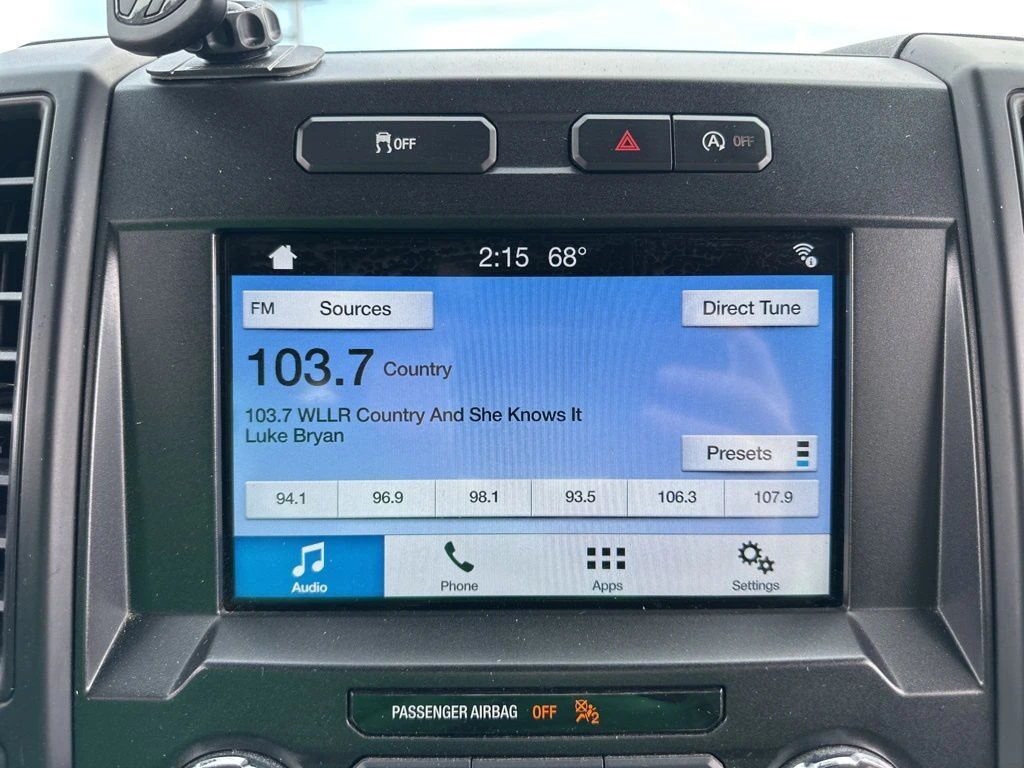 OFF
A OFF
2:15 68°
FM Sources
Direct Tune
103.7 Country
103.7 WLLR Country And She Knows It
Luke Bryan
Presets
94.1 96.9 98.1 93.5 106.3 107.9
Audio Phone Apps Settings
PASSENGER AIRBAG OFF 2